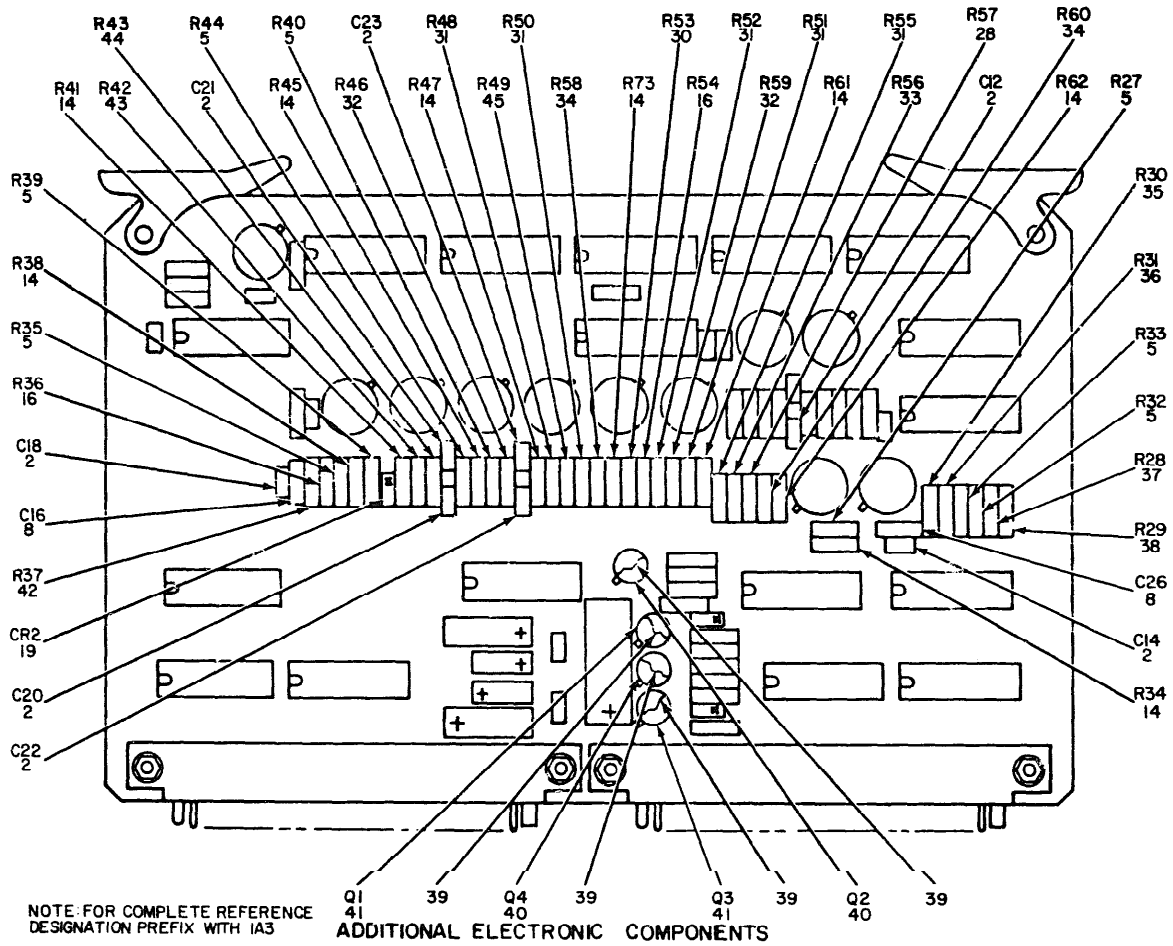 R43 R44 R40 C23 R48 R50 R53 R52 R51 R55 R57 R60
44 5 5 2 31 31 30 31 31 31 28 34
R41 R42 C21 R45 R46 R47 R49 R58 R73 R54 R59 R61 R56 C12 R62 R27
14 43 2 14 32 14 45 34 14 16 32 14 33 2 14 5
R39
5
R38
14
R35
5
R36
16
C18
2
C16
8
R37
42
CR2
19
C20
2
C22
2
R30
35
R31
36
R33
5
R32
5
R28
37
R29
38
C26
8
C14
2
R34
14
+
+
+
+
+
Q1 39 Q4 39 Q3 39 Q2 39
41 40 41 40
NOTE: FOR COMPLETE REFERENCE
DESIGNATION PREFIX WITH 1A3
ADDITIONAL ELECTRONIC COMPONENTS